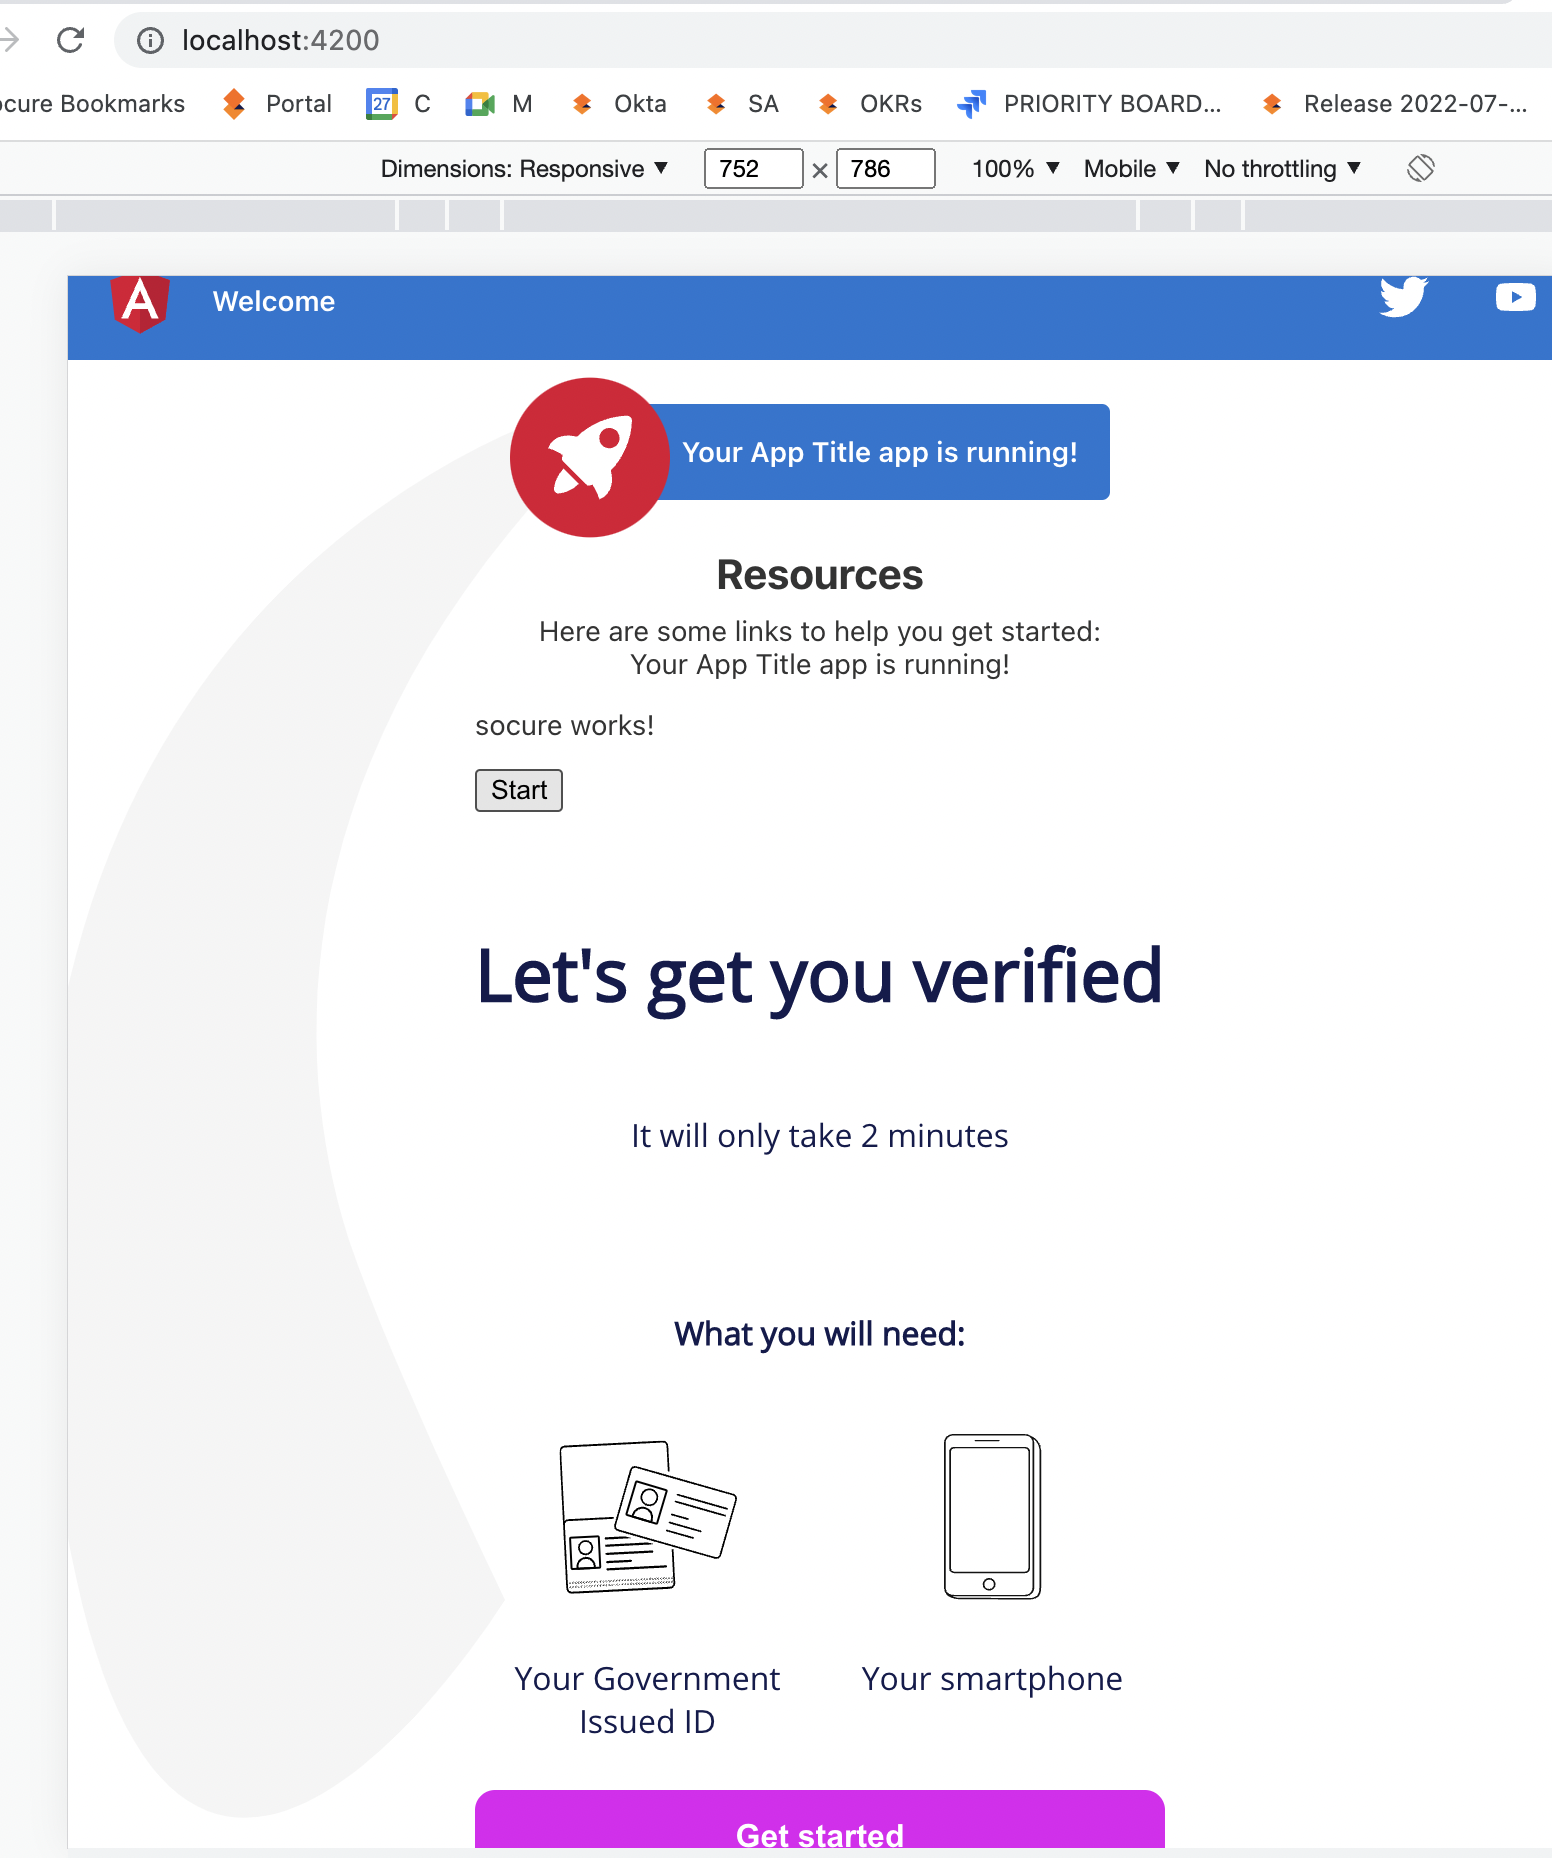 localhost:4200
ocure Bookmarks Portal 27 C M Okta SA OKRs PRIORITY BOARD... Release 2022-07-...
Dimensions: Responsive ▼ 752 × 786 100% ▼ Mobile ▼ No throttling ▼
A Welcome
Your App Title app is running!
Resources
Here are some links to help you get started:
Your App Title app is running!
socure works!
Start
Let's get you verified
It will only take 2 minutes
What you will need:
Your Government
Issued ID
Your smartphone
Get started